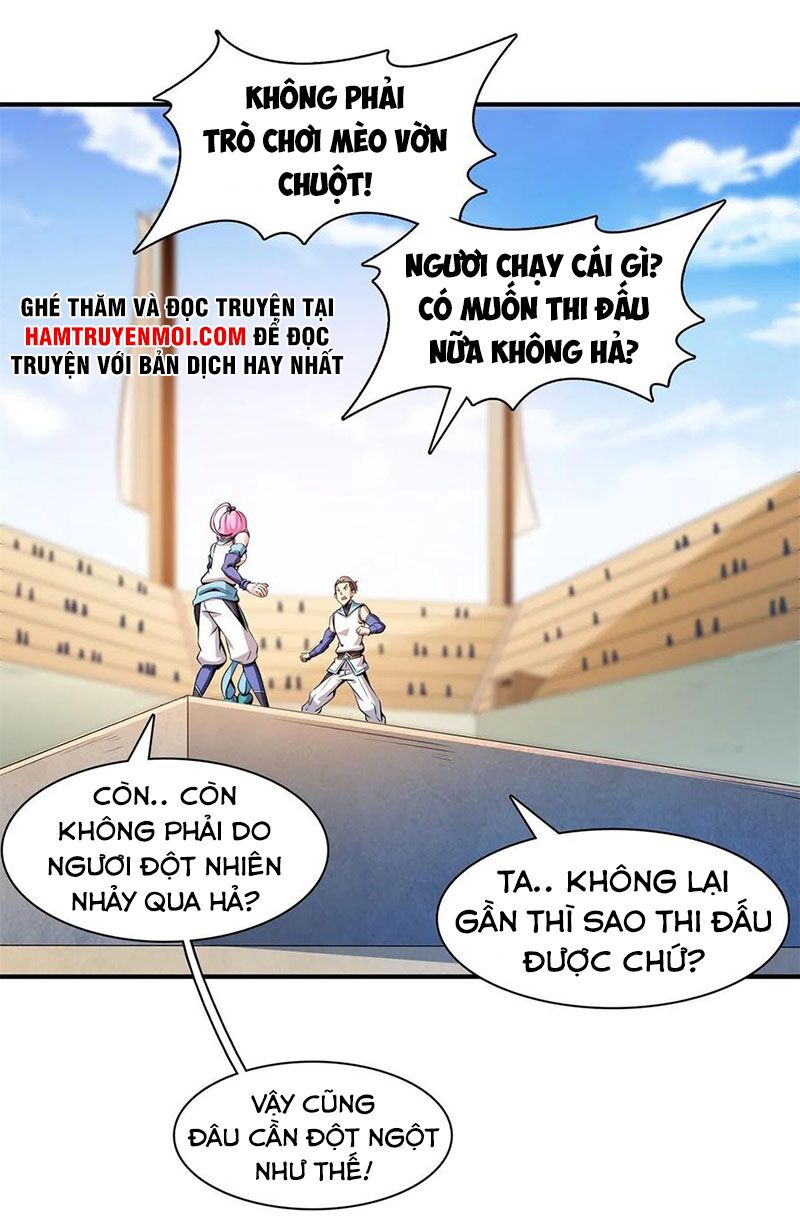 KHÔNG PHẢI
TRÒ CHƠI MÈO VỜN
CHUỘT!
NGƯƠI CHẠY CÁI GÌ?
CÓ MUỐN THI ĐẤU
NỮA KHÔNG HẢ?
GHÉ THĂM VÀ ĐỌC TRUYỆN TẠI
HAMTRUYENMOI.COM ĐỂ ĐỌC
TRUYỆN VỚI BẢN DỊCH HAY NHẤT
CÒN.. CÒN
KHÔNG PHẢI DO
NGƯƠI ĐỘT NHIÊN
NHẢY QUA HẢ?
TA.. KHÔNG LẠI
GẦN THÌ SAO THI ĐẤU
ĐƯỢC CHỨ?
VẬY CŨNG
ĐÂU CẦN ĐỘT NGỘT
NHƯ THẾ!